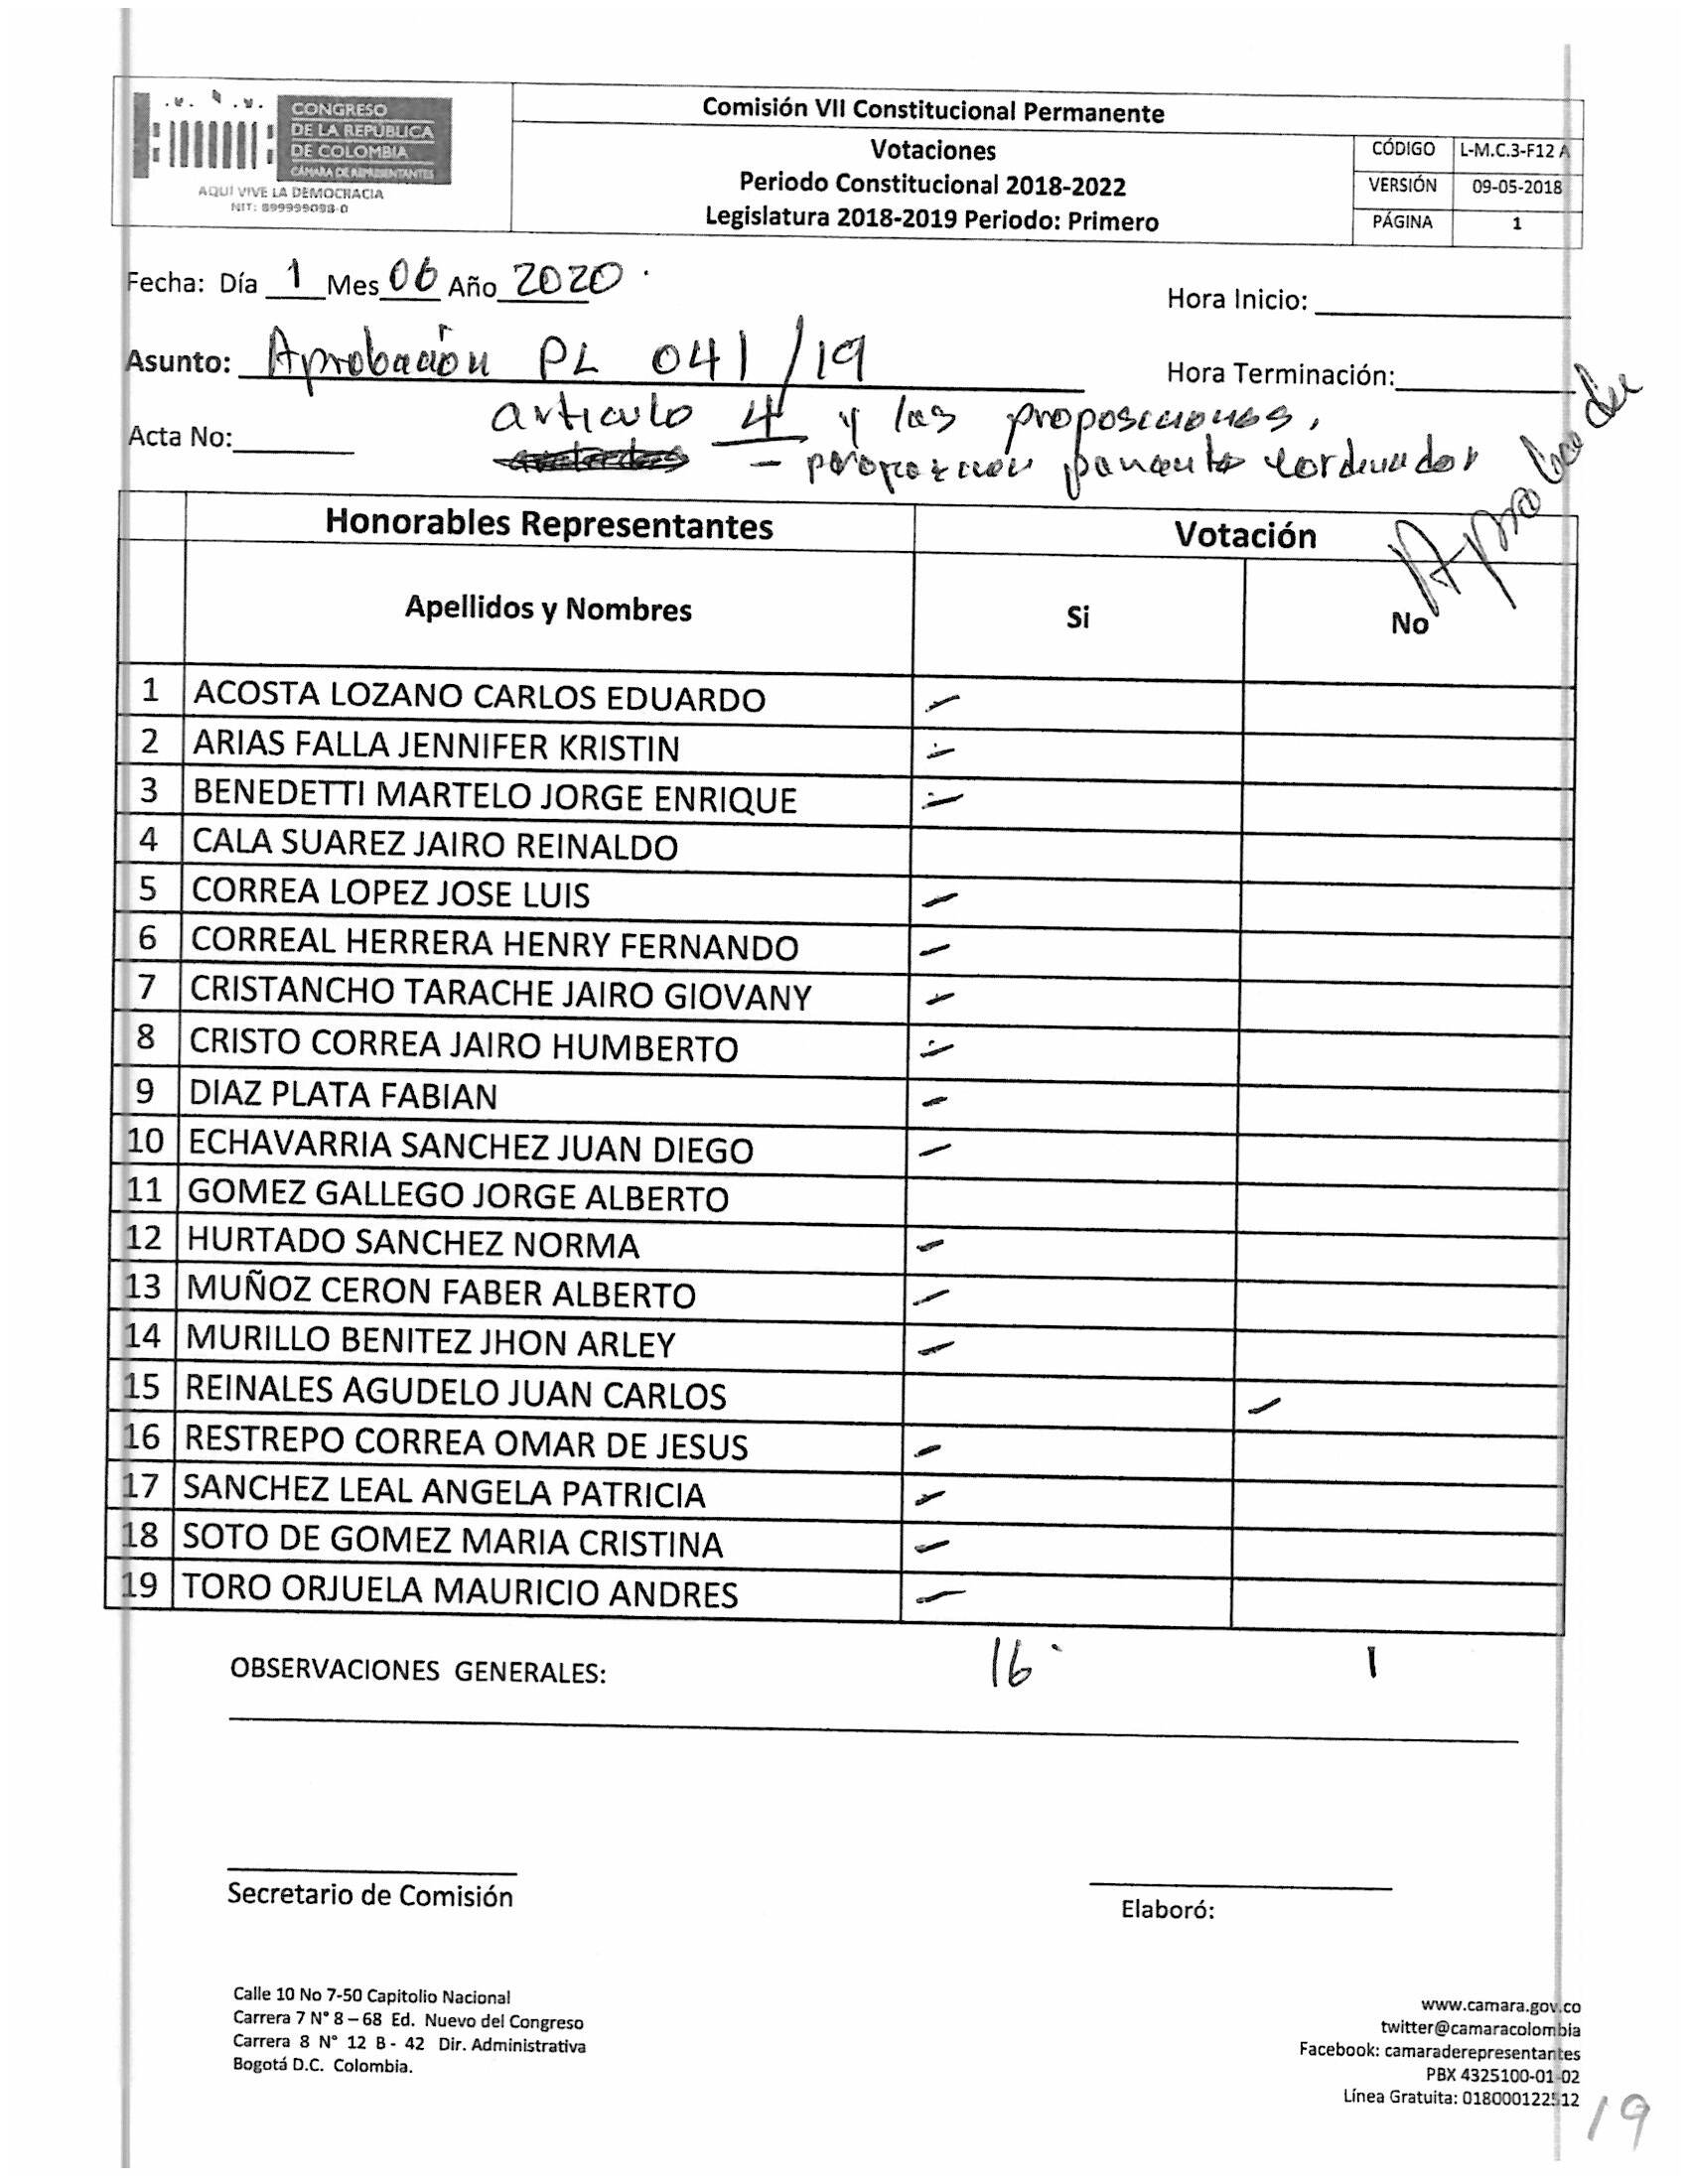 CONGRESO
DE LA REPÚBLICA
DE COLOMBIA
CÁMARA DE REPRESENTANTES
AQUÍ VIVE LA DEMOCRACIA
NIT: 899999098-0
Comisión VII Constitucional Permanente
Votaciones
Periodo Constitucional 2018-2022
Legislatura 2018-2019 Periodo: Primero
CÓDIGO L-M.C.3-F12 A
VERSIÓN 09-05-2018
PÁGINA 1
Fecha: Día 1 Mes 06 Año 2020
Hora Inicio:
Asunto: Aprobación PL 041/19
Hora Terminación:
articulo 4 y las proposiciones,
Acta No:
- proposición ponente cordinador
Aprobado
Honorables Representantes Votación
Apellidos y Nombres Si No
1 ACOSTA LOZANO CARLOS EDUARDO
2 ARIAS FALLA JENNIFER KRISTIN
3 BENEDETTI MARTELO JORGE ENRIQUE
4 CALA SUAREZ JAIRO REINALDO
5 CORREA LOPEZ JOSE LUIS
6 CORREAL HERRERA HENRY FERNANDO
7 CRISTANCHO TARACHE JAIRO GIOVANY
8 CRISTO CORREA JAIRO HUMBERTO
9 DIAZ PLATA FABIAN
10 ECHAVARRIA SANCHEZ JUAN DIEGO
11 GOMEZ GALLEGO JORGE ALBERTO
12 HURTADO SANCHEZ NORMA
13 MUÑOZ CERON FABER ALBERTO
14 MURILLO BENITEZ JHON ARLEY
15 REINALES AGUDELO JUAN CARLOS
16 RESTREPO CORREA OMAR DE JESUS
17 SANCHEZ LEAL ANGELA PATRICIA
18 SOTO DE GOMEZ MARIA CRISTINA
19 TORO ORJUELA MAURICIO ANDRES
OBSERVACIONES GENERALES: 16 1
Secretario de Comisión
Elaboró:
Calle 10 No 7-50 Capitolio Nacional
Carrera 7 N° 8 – 68 Ed. Nuevo del Congreso
Carrera 8 N° 12 B - 42 Dir. Administrativa
Bogotá D.C. Colombia.
www.camara.gov.co
twitter@camaracolombia
Facebook: camaraderepresentantes
PBX 4325100-01-02
Línea Gratuita: 018000122512
19